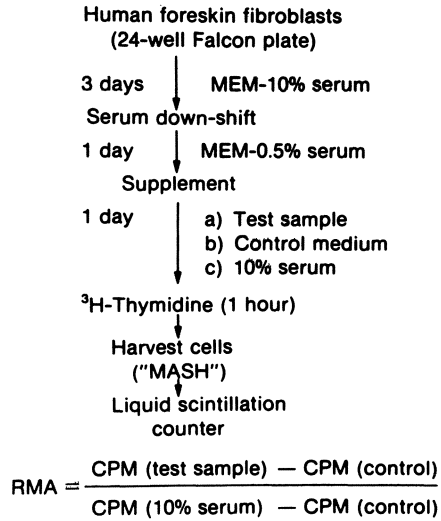 Human foreskin fibroblasts
(24-well Falcon plate)
3 days MEM-10% serum
Serum down-shift
1 day MEM-0.5% serum
Supplement
1 day a) Test sample
b) Control medium
c) 10% serum
³H-Thymidine (1 hour)
Harvest cells
("MASH")
Liquid scintillation
counter
RMA = CPM (test sample) — CPM (control)
CPM (10% serum) — CPM (control)